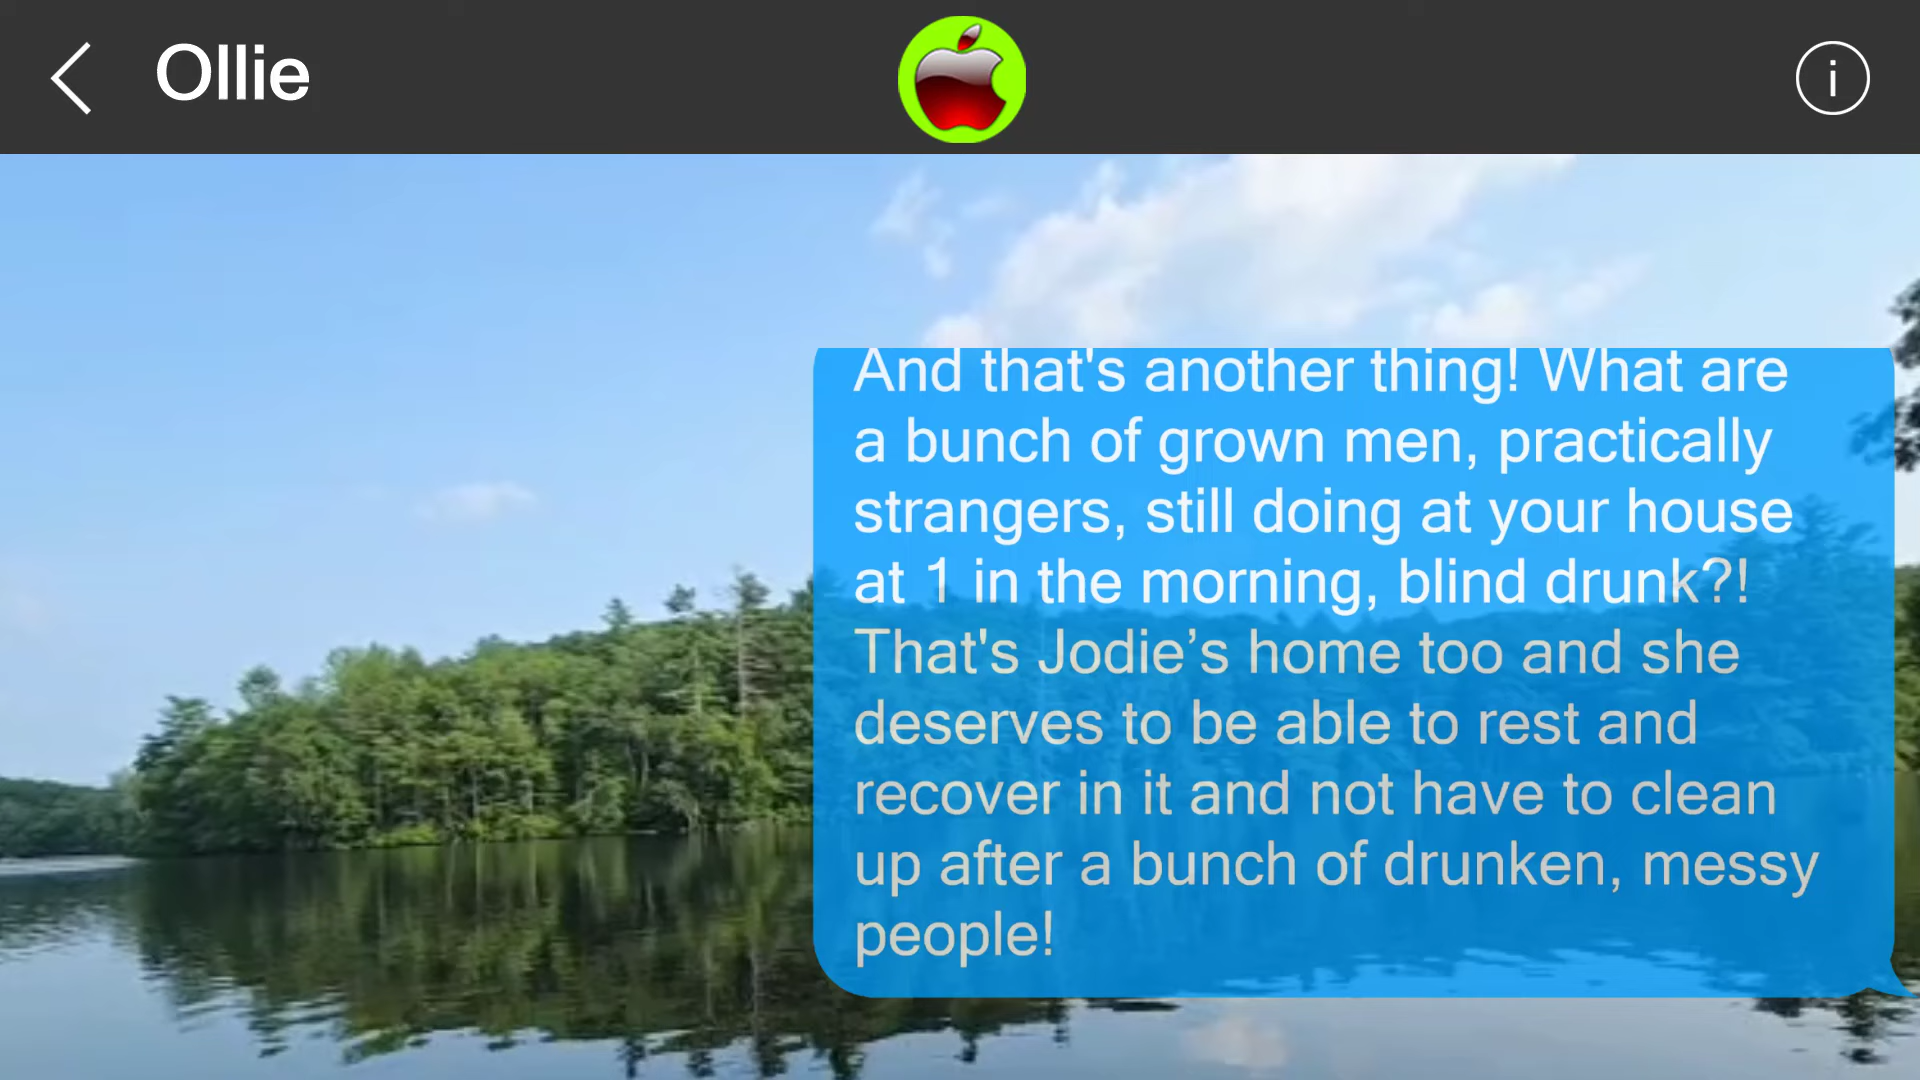 Ollie
i
And that's another thing! What are
a bunch of grown men, practically
strangers, still doing at your house
at 1 in the morning, blind drunk?!
That's Jodie’s home too and she
deserves to be able to rest and
recover in it and not have to clean
up after a bunch of drunken, messy
people!